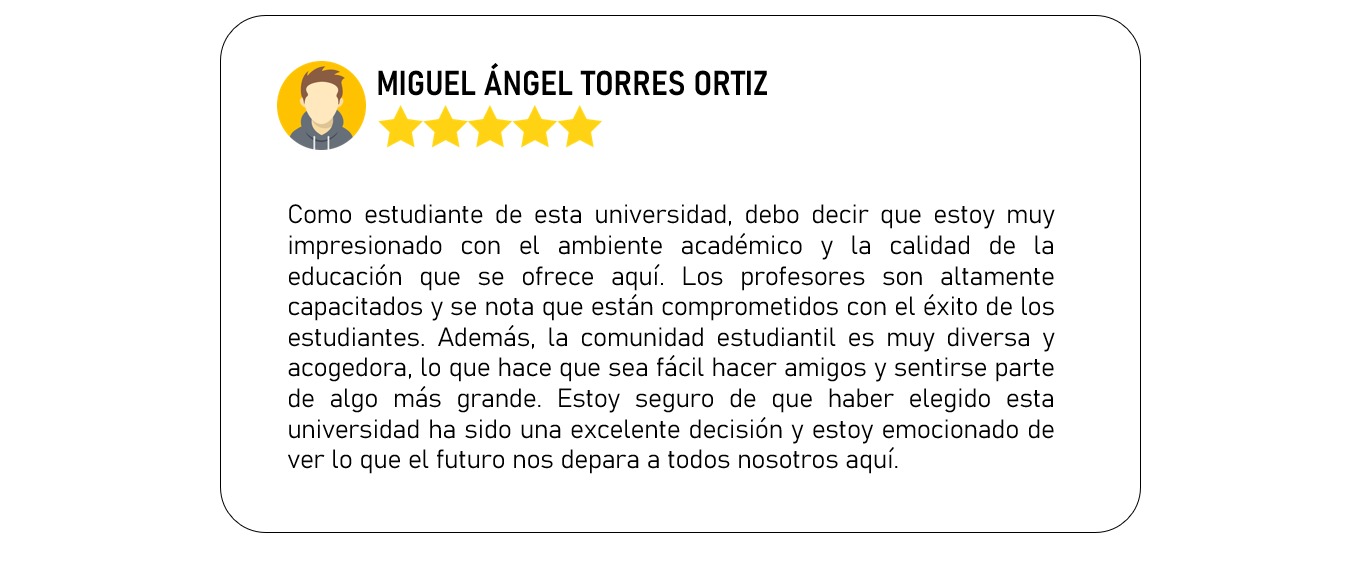 MIGUEL ÁNGEL TORRES ORTIZ
Como estudiante de esta universidad, debo decir que estoy muy
impresionado con el ambiente académico y la calidad de la
educación que se ofrece aquí. Los profesores son altamente
capacitados y se nota que están comprometidos con el éxito de los
estudiantes. Además, la comunidad estudiantil es muy diversa y
acogedora, lo que hace que sea fácil hacer amigos y sentirse parte
de algo más grande. Estoy seguro de que haber elegido esta
universidad ha sido una excelente decisión y estoy emocionado de
ver lo que el futuro nos depara a todos nosotros aquí.